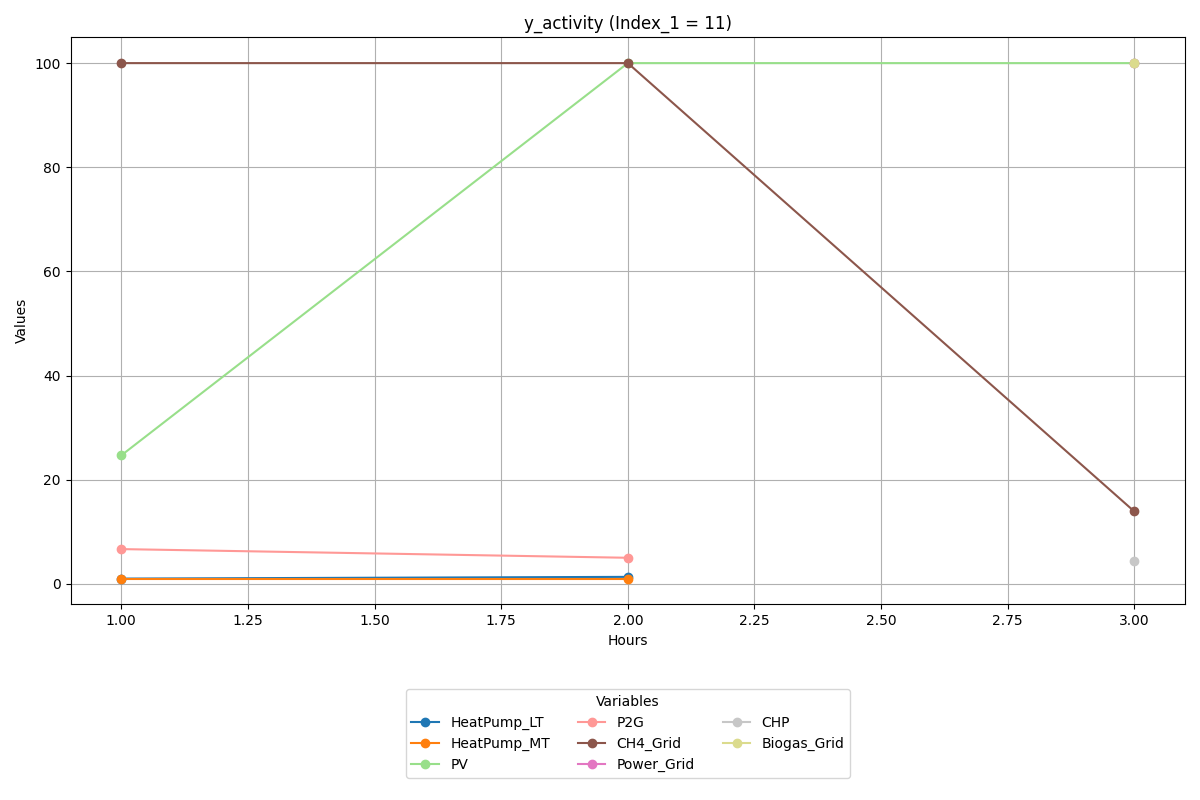 y_activity (Index_1 = 11)
100
80
60
40
20
0
Values
1.00 1.25 1.50 1.75 2.00 2.25 2.50 2.75 3.00
Hours
Variables
HeatPump_LT P2G CHP
HeatPump_MT CH4_Grid Biogas_Grid
PV Power_Grid